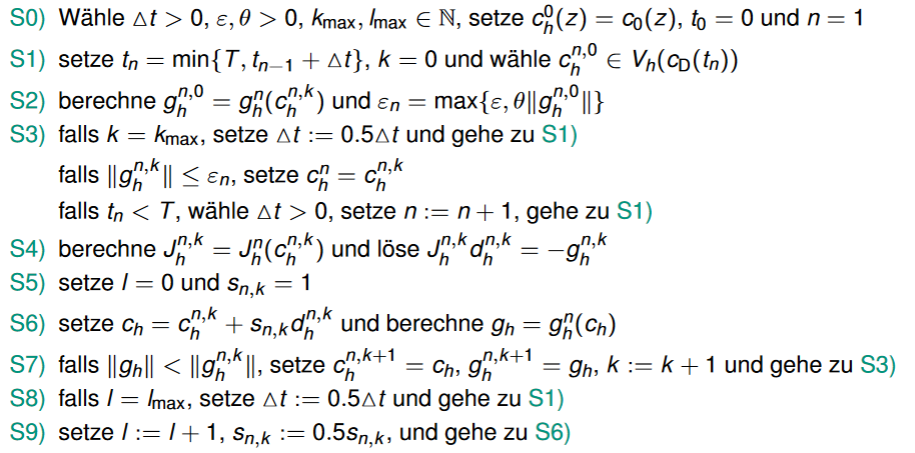 S0) Wähle △t > 0, ε, θ > 0, k_max, l_max ∈ ℕ, setze c_h^0(z) = c_0(z), t_0 = 0 und n = 1
S1) setze t_n = min{T, t_{n−1} + △t}, k = 0 und wähle c_h^{n,0} ∈ V_h(c_D(t_n))
S2) berechne g_h^{n,0} = g_h^n(c_h^{n,k}) und ε_n = max{ε, θ‖g_h^{n,0}‖}
S3) falls k = k_max, setze △t := 0.5△t und gehe zu S1)
falls ‖g_h^{n,k}‖ ≤ ε_n, setze c_h^n = c_h^{n,k}
falls t_n < T, wähle △t > 0, setze n := n + 1, gehe zu S1)
S4) berechne J_h^{n,k} = J_h^n(c_h^{n,k}) und löse J_h^{n,k} d_h^{n,k} = −g_h^{n,k}
S5) setze l = 0 und s_{n,k} = 1
S6) setze c_h = c_h^{n,k} + s_{n,k} d_h^{n,k} und berechne g_h = g_h^n(c_h)
S7) falls ‖g_h‖ < ‖g_h^{n,k}‖, setze c_h^{n,k+1} = c_h, g_h^{n,k+1} = g_h, k := k + 1 und gehe zu S3)
S8) falls l = l_max, setze △t := 0.5△t und gehe zu S1)
S9) setze l := l + 1, s_{n,k} := 0.5s_{n,k}, und gehe zu S6)